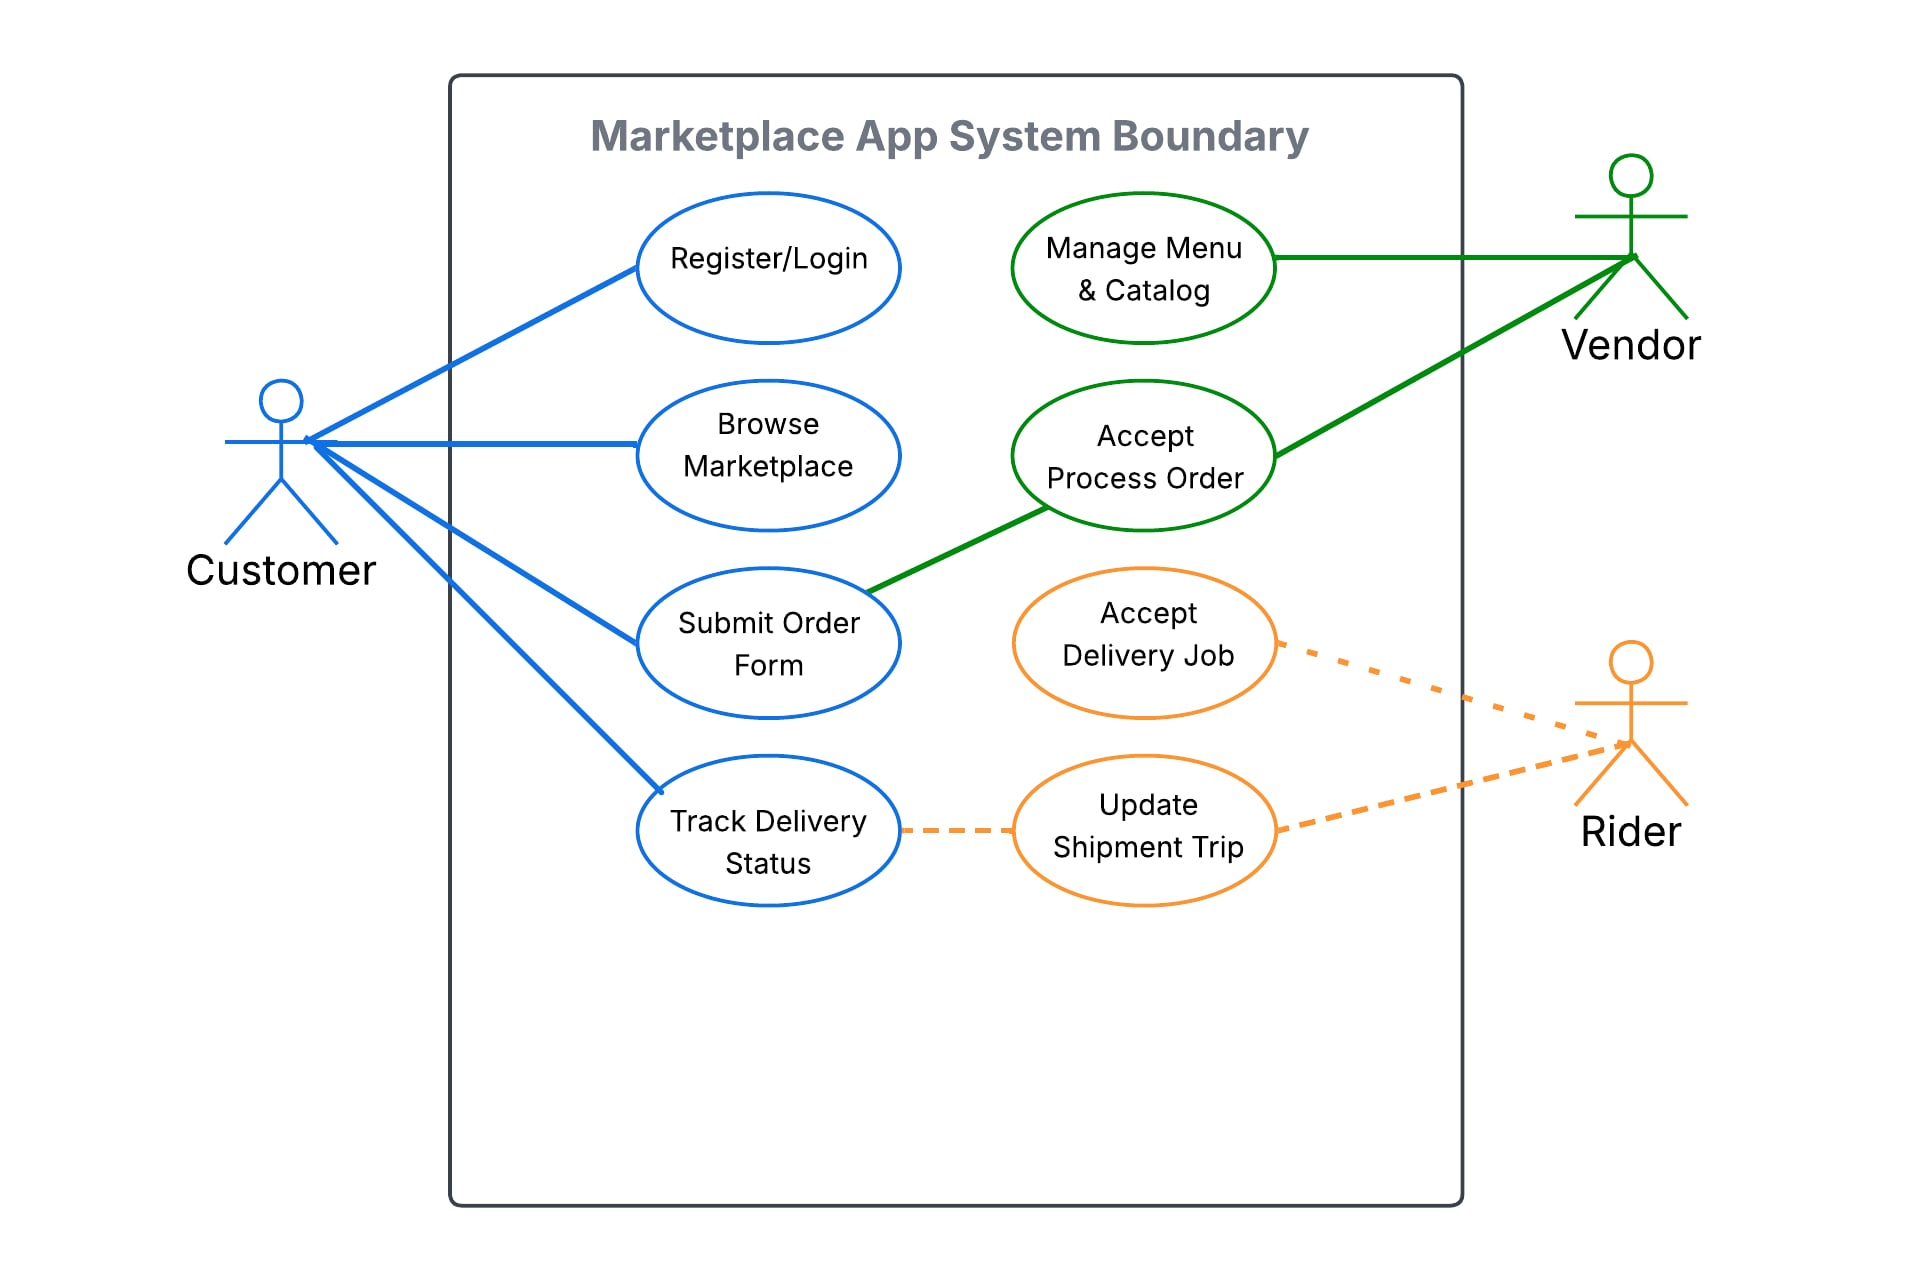 Marketplace App System Boundary
Register/Login
Manage Menu
& Catalog
Vendor
Browse
Marketplace
Accept
Process Order
Customer
Submit Order
Form
Accept
Delivery Job
Track Delivery
Status
Update
Shipment Trip
Rider